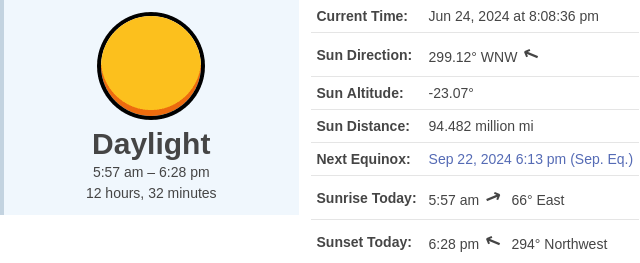 Daylight
5:57 am – 6:28 pm
12 hours, 32 minutes
Current Time: Jun 24, 2024 at 8:08:36 pm
Sun Direction: 299.12° WNW
Sun Altitude: -23.07°
Sun Distance: 94.482 million mi
Next Equinox: Sep 22, 2024 6:13 pm (Sep. Eq.)
Sunrise Today: 5:57 am 66° East
Sunset Today: 6:28 pm 294° Northwest